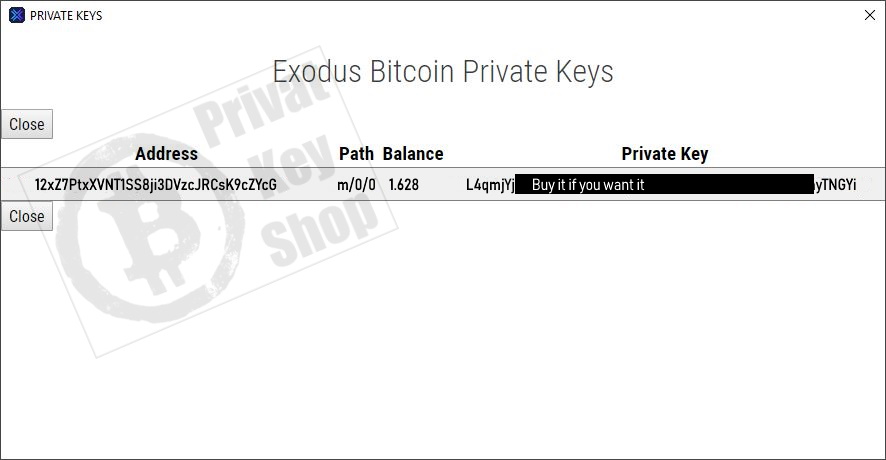 PRIVATE KEYS
Exodus Bitcoin Private Keys
Close
Address Path Balance Private Key
12xZ7PtxXVNT1SS8ji3DVzcJRCsK9cZYcG m/0/0 1.628 L4qmjYj Buy it if you want it yTNGYi
Close
Privat
Key
Shop